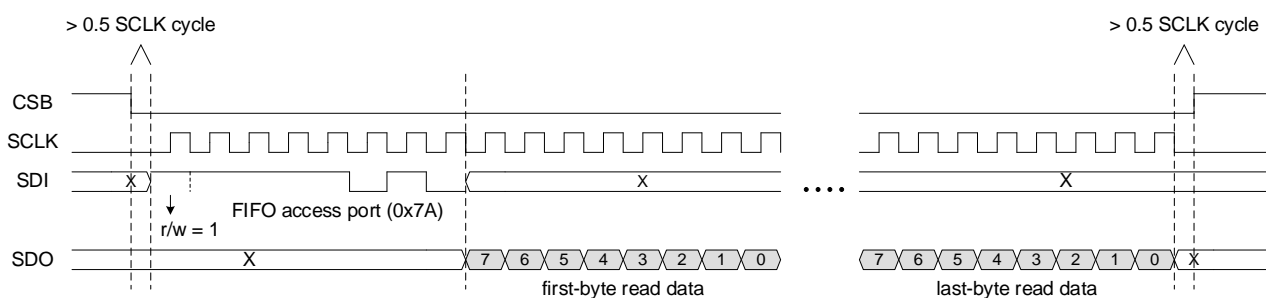 > 0.5 SCLK cycle > 0.5 SCLK cycle
CSB
SCLK
SDI X X X
....
FIFO access port (0x7A)
r/w = 1
SDO X 7 6 5 4 3 2 1 0 7 6 5 4 3 2 1 0 X
first-byte read data last-byte read data